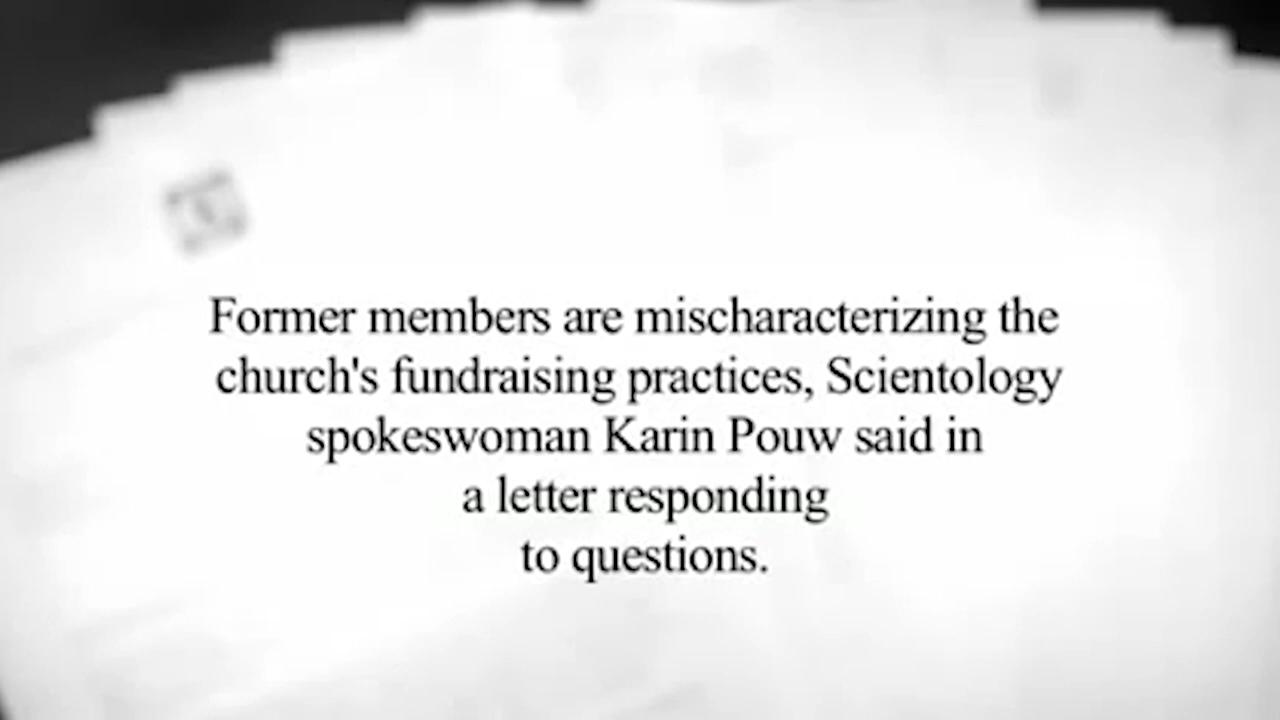 Former members are mischaracterizing the
church's fundraising practices, Scientology
spokeswoman Karin Pouw said in
a letter responding
to questions.